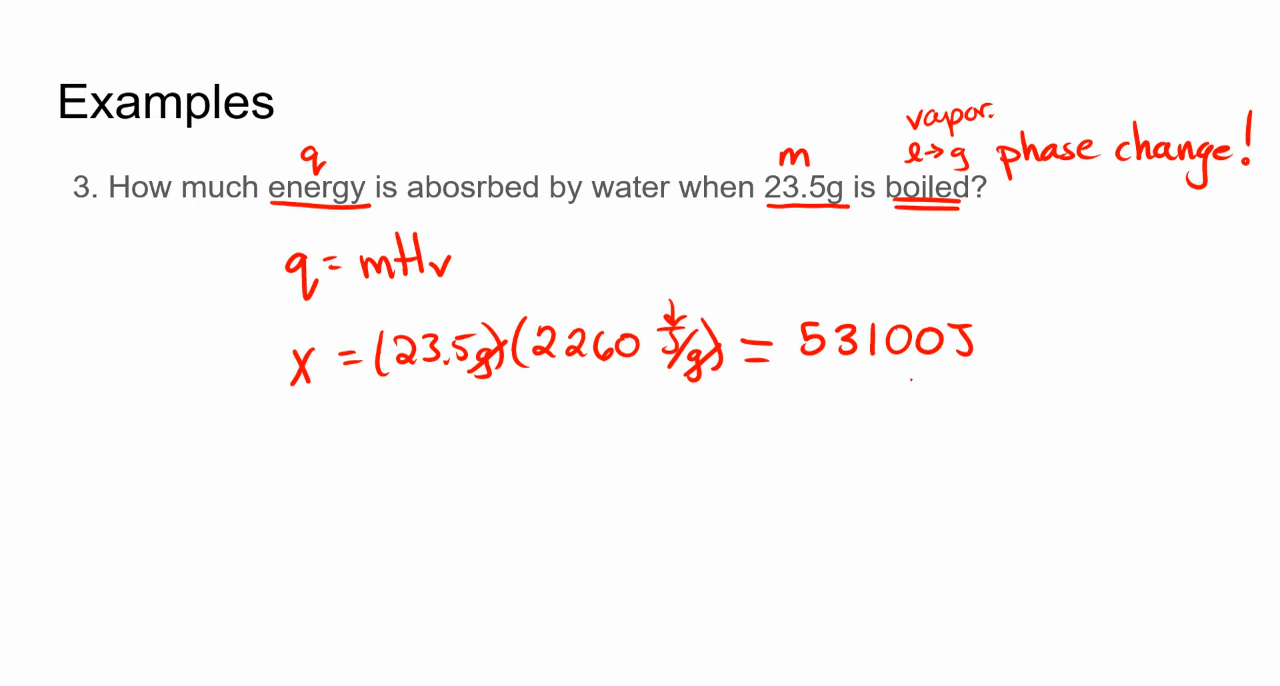 Examples
vapor.
q m l→g phase change!
3. How much energy is abosrbed by water when 23.5g is boiled?
q = mHv
x = (23.5g)(2260 J/g) = 53100J